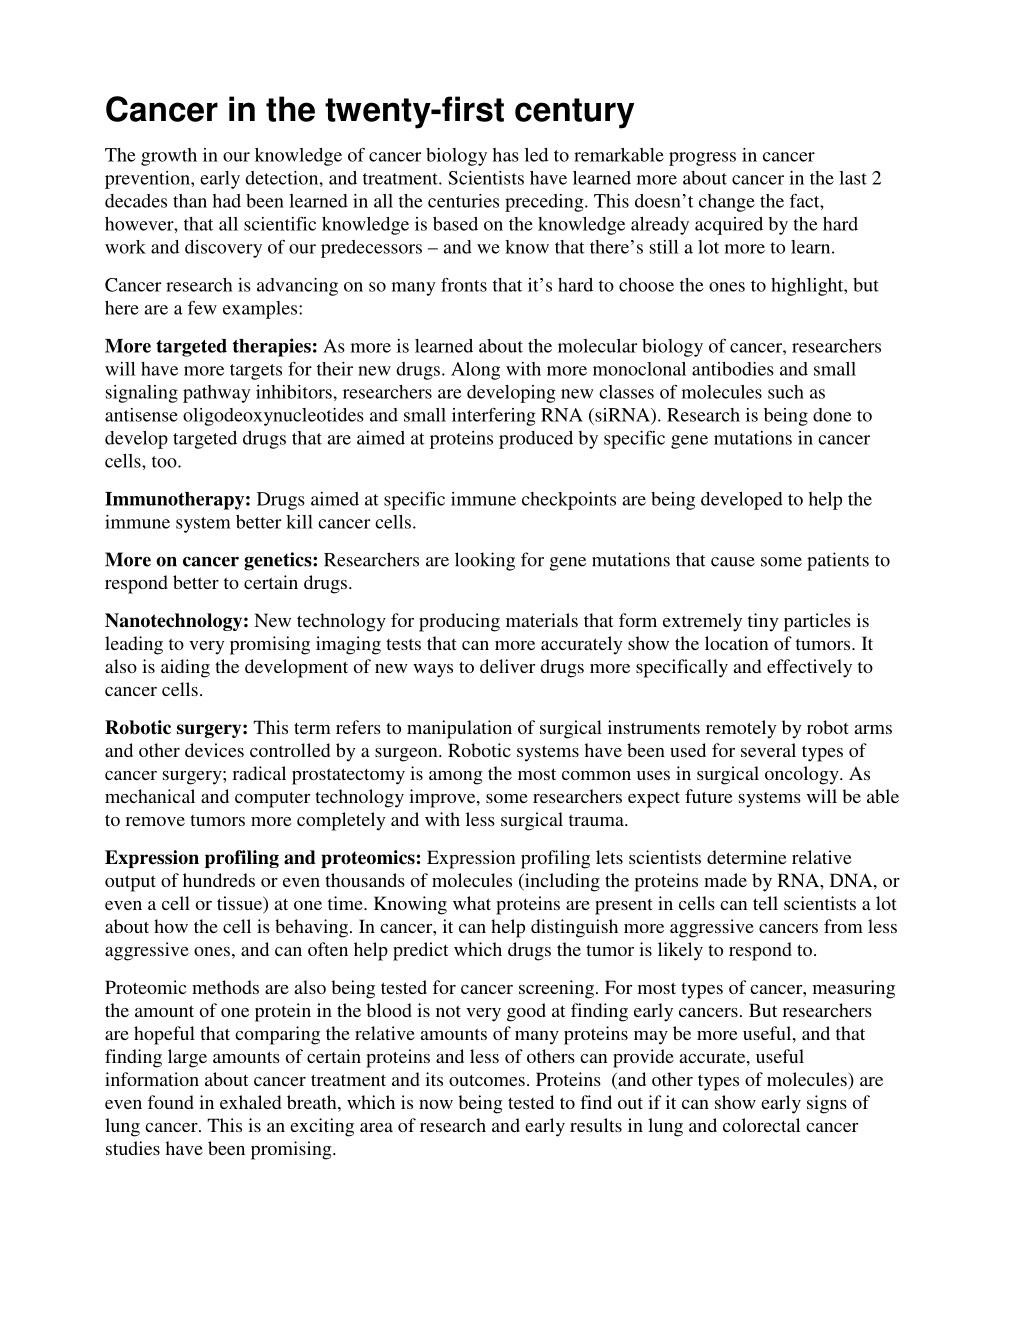 Cancer in the twenty-first century
The growth in our knowledge of cancer biology has led to remarkable progress in cancer
prevention, early detection, and treatment. Scientists have learned more about cancer in the last 2
decades than had been learned in all the centuries preceding. This doesn’t change the fact,
however, that all scientific knowledge is based on the knowledge already acquired by the hard
work and discovery of our predecessors – and we know that there’s still a lot more to learn.
Cancer research is advancing on so many fronts that it’s hard to choose the ones to highlight, but
here are a few examples:
More targeted therapies: As more is learned about the molecular biology of cancer, researchers
will have more targets for their new drugs. Along with more monoclonal antibodies and small
signaling pathway inhibitors, researchers are developing new classes of molecules such as
antisense oligodeoxynucleotides and small interfering RNA (siRNA). Research is being done to
develop targeted drugs that are aimed at proteins produced by specific gene mutations in cancer
cells, too.
Immunotherapy: Drugs aimed at specific immune checkpoints are being developed to help the
immune system better kill cancer cells.
More on cancer genetics: Researchers are looking for gene mutations that cause some patients to
respond better to certain drugs.
Nanotechnology: New technology for producing materials that form extremely tiny particles is
leading to very promising imaging tests that can more accurately show the location of tumors. It
also is aiding the development of new ways to deliver drugs more specifically and effectively to
cancer cells.
Robotic surgery: This term refers to manipulation of surgical instruments remotely by robot arms
and other devices controlled by a surgeon. Robotic systems have been used for several types of
cancer surgery; radical prostatectomy is among the most common uses in surgical oncology. As
mechanical and computer technology improve, some researchers expect future systems will be able
to remove tumors more completely and with less surgical trauma.
Expression profiling and proteomics: Expression profiling lets scientists determine relative
output of hundreds or even thousands of molecules (including the proteins made by RNA, DNA, or
even a cell or tissue) at one time. Knowing what proteins are present in cells can tell scientists a lot
about how the cell is behaving. In cancer, it can help distinguish more aggressive cancers from less
aggressive ones, and can often help predict which drugs the tumor is likely to respond to.
Proteomic methods are also being tested for cancer screening. For most types of cancer, measuring
the amount of one protein in the blood is not very good at finding early cancers. But researchers
are hopeful that comparing the relative amounts of many proteins may be more useful, and that
finding large amounts of certain proteins and less of others can provide accurate, useful
information about cancer treatment and its outcomes. Proteins  (and other types of molecules) are
even found in exhaled breath, which is now being tested to find out if it can show early signs of
lung cancer. This is an exciting area of research and early results in lung and colorectal cancer
studies have been promising.